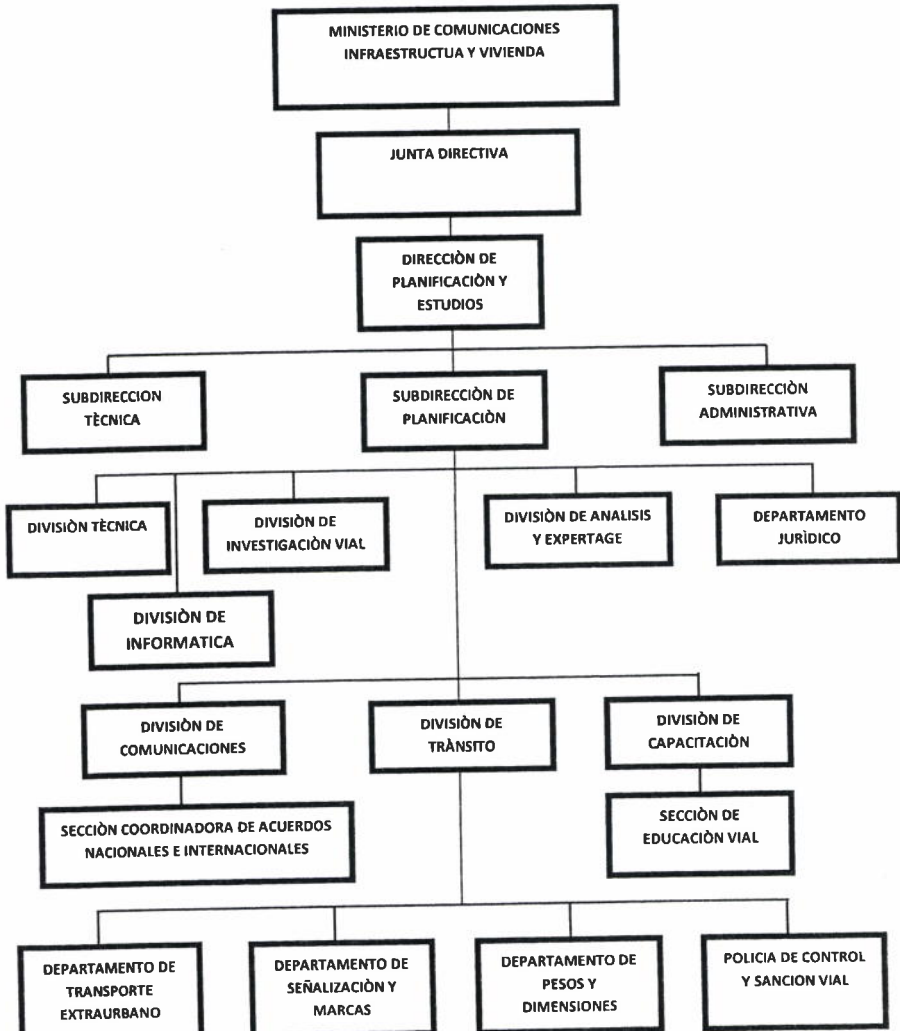 MINISTERIO DE COMUNICACIONES
INFRAESTRUCTUA Y VIVIENDA
JUNTA DIRECTIVA
DIRECCIÒN DE
PLANIFICACIÒN Y
ESTUDIOS
SUBDIRECCION
TÈCNICA
SUBDIRECCIÒN DE
PLANIFICACIÒN
SUBDIRECCIÒN
ADMINISTRATIVA
DIVISIÒN TÈCNICA
DIVISIÒN DE
INVESTIGACIÒN VIAL
DIVISIÒN DE ANALISIS
Y EXPERTAGE
DEPARTAMENTO
JURÌDICO
DIVISIÒN DE
INFORMATICA
DIVISIÒN DE
COMUNICACIONES
DIVISIÒN DE
TRÀNSITO
DIVISIÒN DE
CAPACITACIÒN
SECCIÒN COORDINADORA DE ACUERDOS
NACIONALES E INTERNACIONALES
SECCIÒN DE
EDUCACIÒN VIAL
DEPARTAMENTO DE
TRANSPORTE
EXTRAURBANO
DEPARTAMENTO DE
SEÑALIZACIÒN Y
MARCAS
DEPARTAMENTO DE
PESOS Y
DIMENSIONES
POLICIA DE CONTROL
Y SANCION VIAL